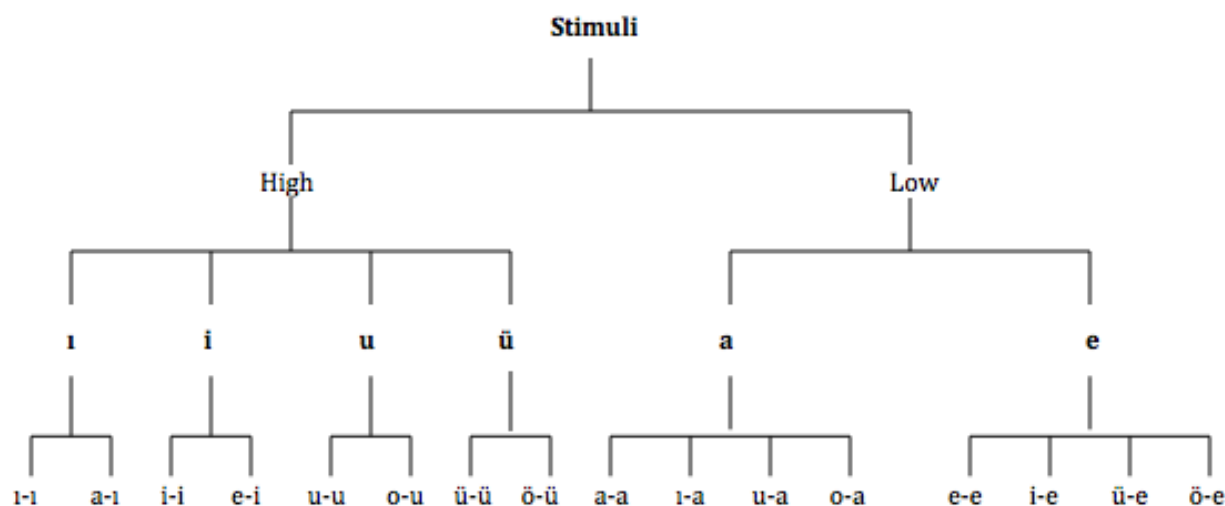 Stimuli
High Low
ı i u ü a e
ı-ı a-ı i-i e-i u-u o-u ü-ü ö-ü a-a ı-a u-a o-a e-e i-e ü-e ö-e